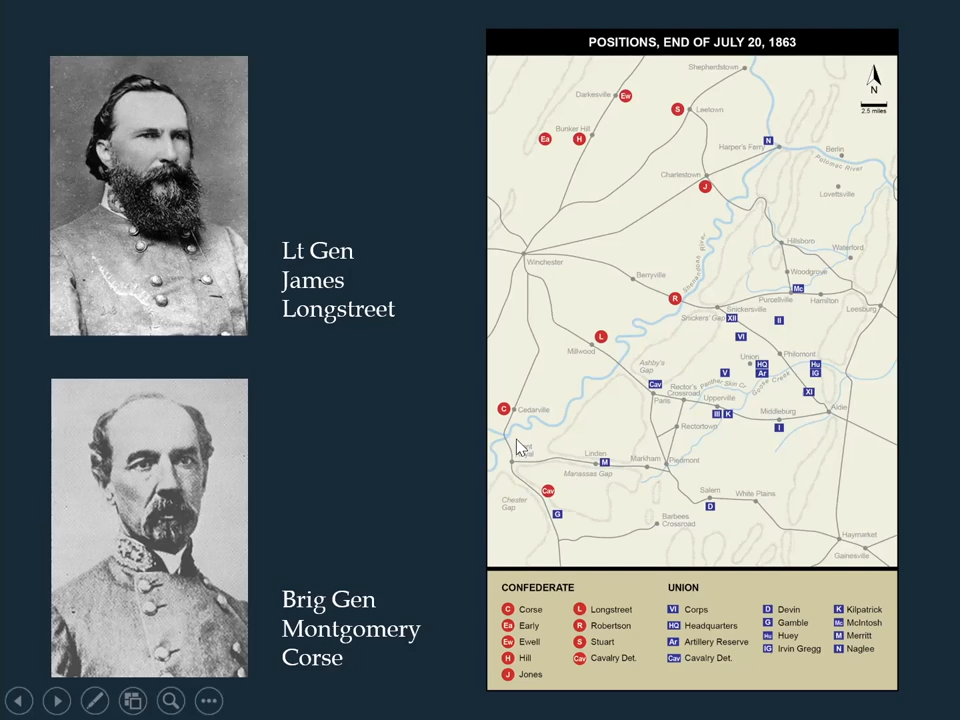 Lt Gen
James
Longstreet
Brig Gen
Montgomery
Corse
POSITIONS, END OF JULY 20, 1863
Shepherdstown
N
2.5 miles
Darkesville
Ew
S
Leetown
Bunker Hill
Ea
H
N
Harper's Ferry
Berlin
Potomac River
Charlestown
J
Lovettsville
Hillsboro
Waterford
Winchester
Shenandoah River
Berryville
Woodgrove
R
Mc
Purcellville
Hamilton
Leesburg
Snickersville
Snickers' Gap
XII
II
L
VI
Millwood
Ashby's
Gap
Union
Philomont
HQ
Hu
V
Ar
IG
Panther Skin Cr.
Goose Creek
Cav
Rector's
Crossroad
XI
Paris
Upperville
C
Cedarville
III
K
Middleburg
Aldie
Rectortown
I
Linden
M
Markham
Piedmont
Manassas Gap
Cav
Salem
White Plains
Chester
Gap
D
G
Barbees
Crossroad
Haymarket
Gainesville
CONFEDERATE
C Corse
Ea Early
Ew Ewell
H Hill
J Jones
L Longstreet
R Robertson
S Stuart
Cav Cavalry Det.
UNION
VI Corps
HQ Headquarters
Ar Artillery Reserve
Cav Cavalry Det.
D Devin
G Gamble
Hu Huey
IG Irvin Gregg
K Kilpatrick
Mc McIntosh
M Merritt
N Naglee